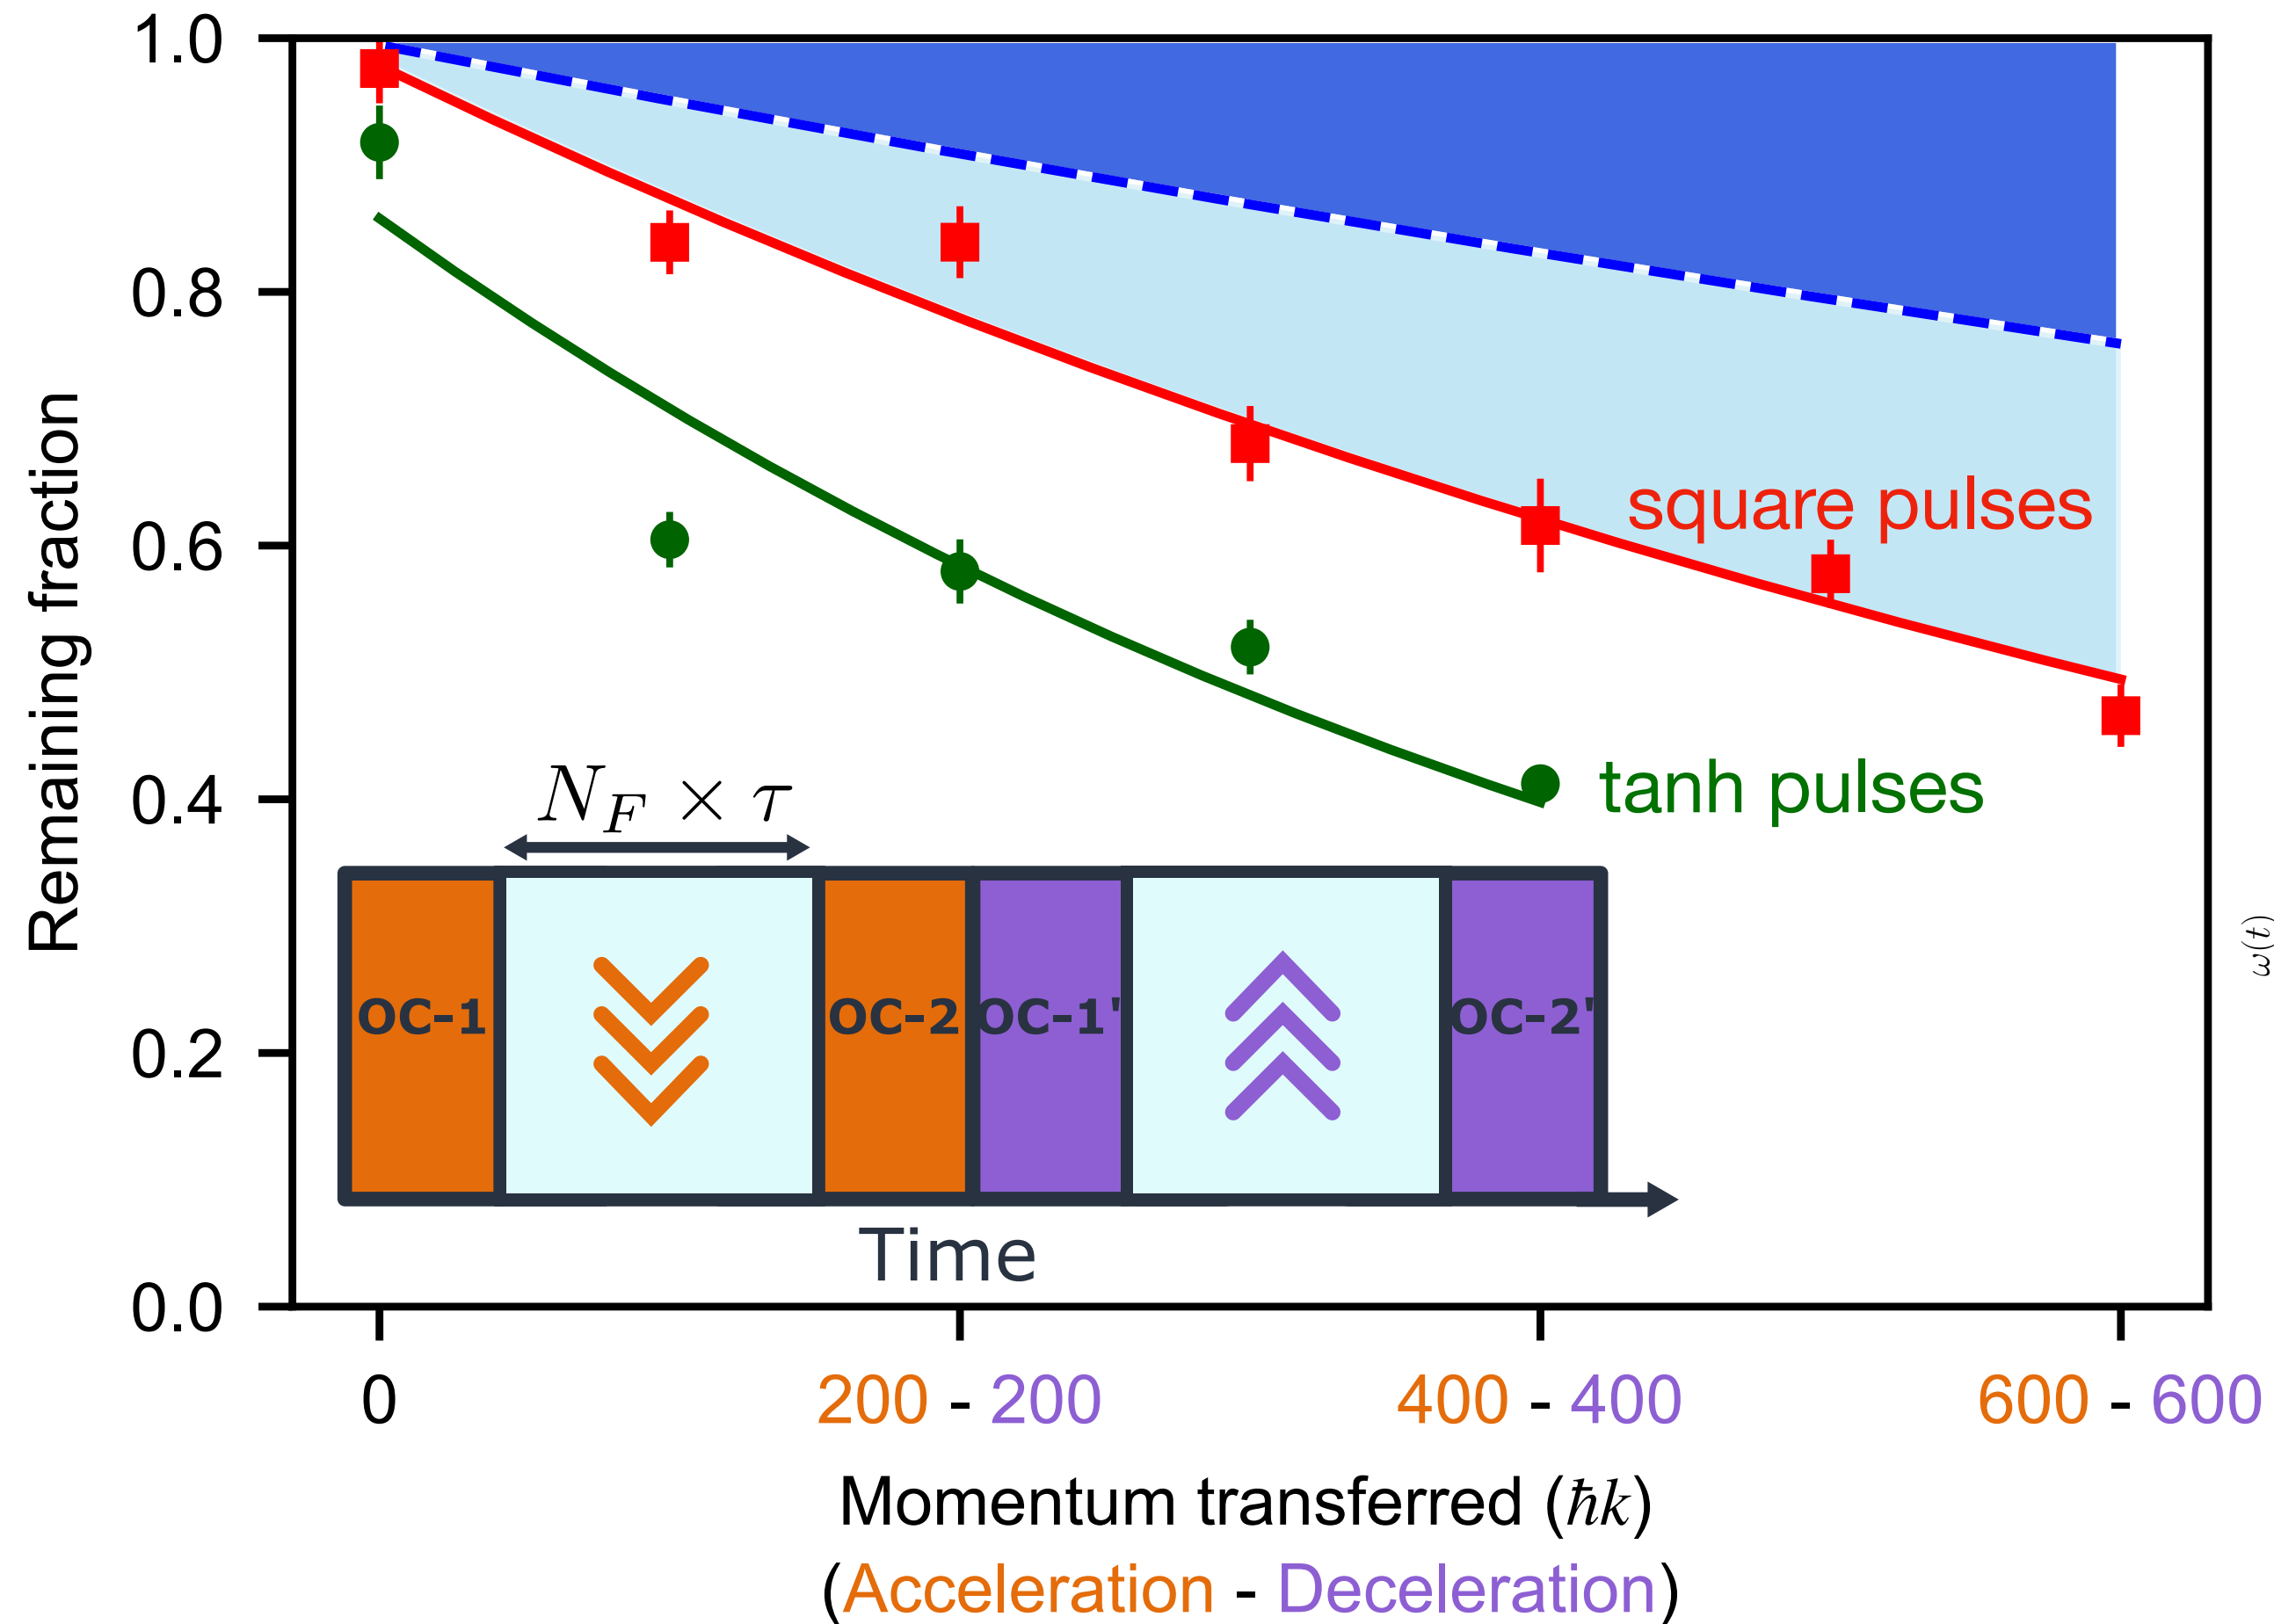 1.0
0.8
0.6
0.4
0.2
0.0
Remaining fraction
square pulses
tanh pulses
N_F × τ
OC-1
OC-2
OC-1'
OC-2'
Time
ω(t)
0
200 - 200
400 - 400
600 - 600
Momentum transferred (ħk)
(Acceleration - Deceleration)